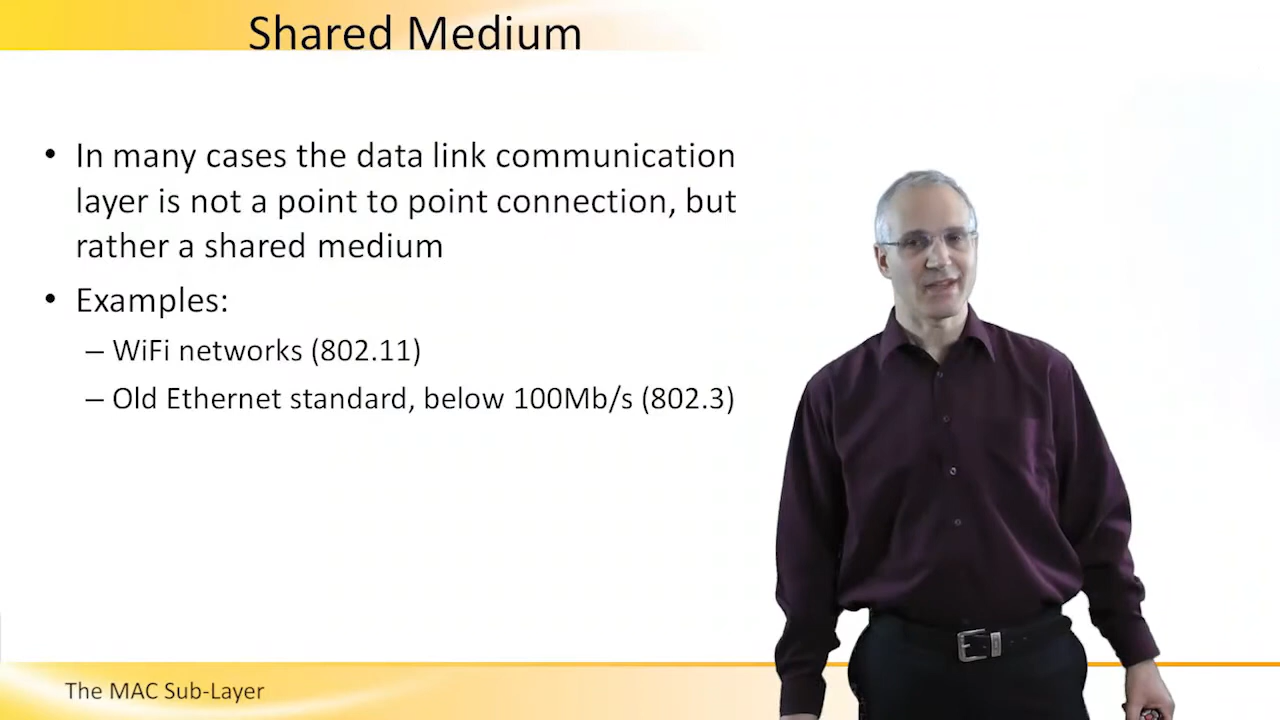 Shared Medium
• In many cases the data link communication
layer is not a point to point connection, but
rather a shared medium
• Examples:
– WiFi networks (802.11)
– Old Ethernet standard, below 100Mb/s (802.3)
The MAC Sub-Layer